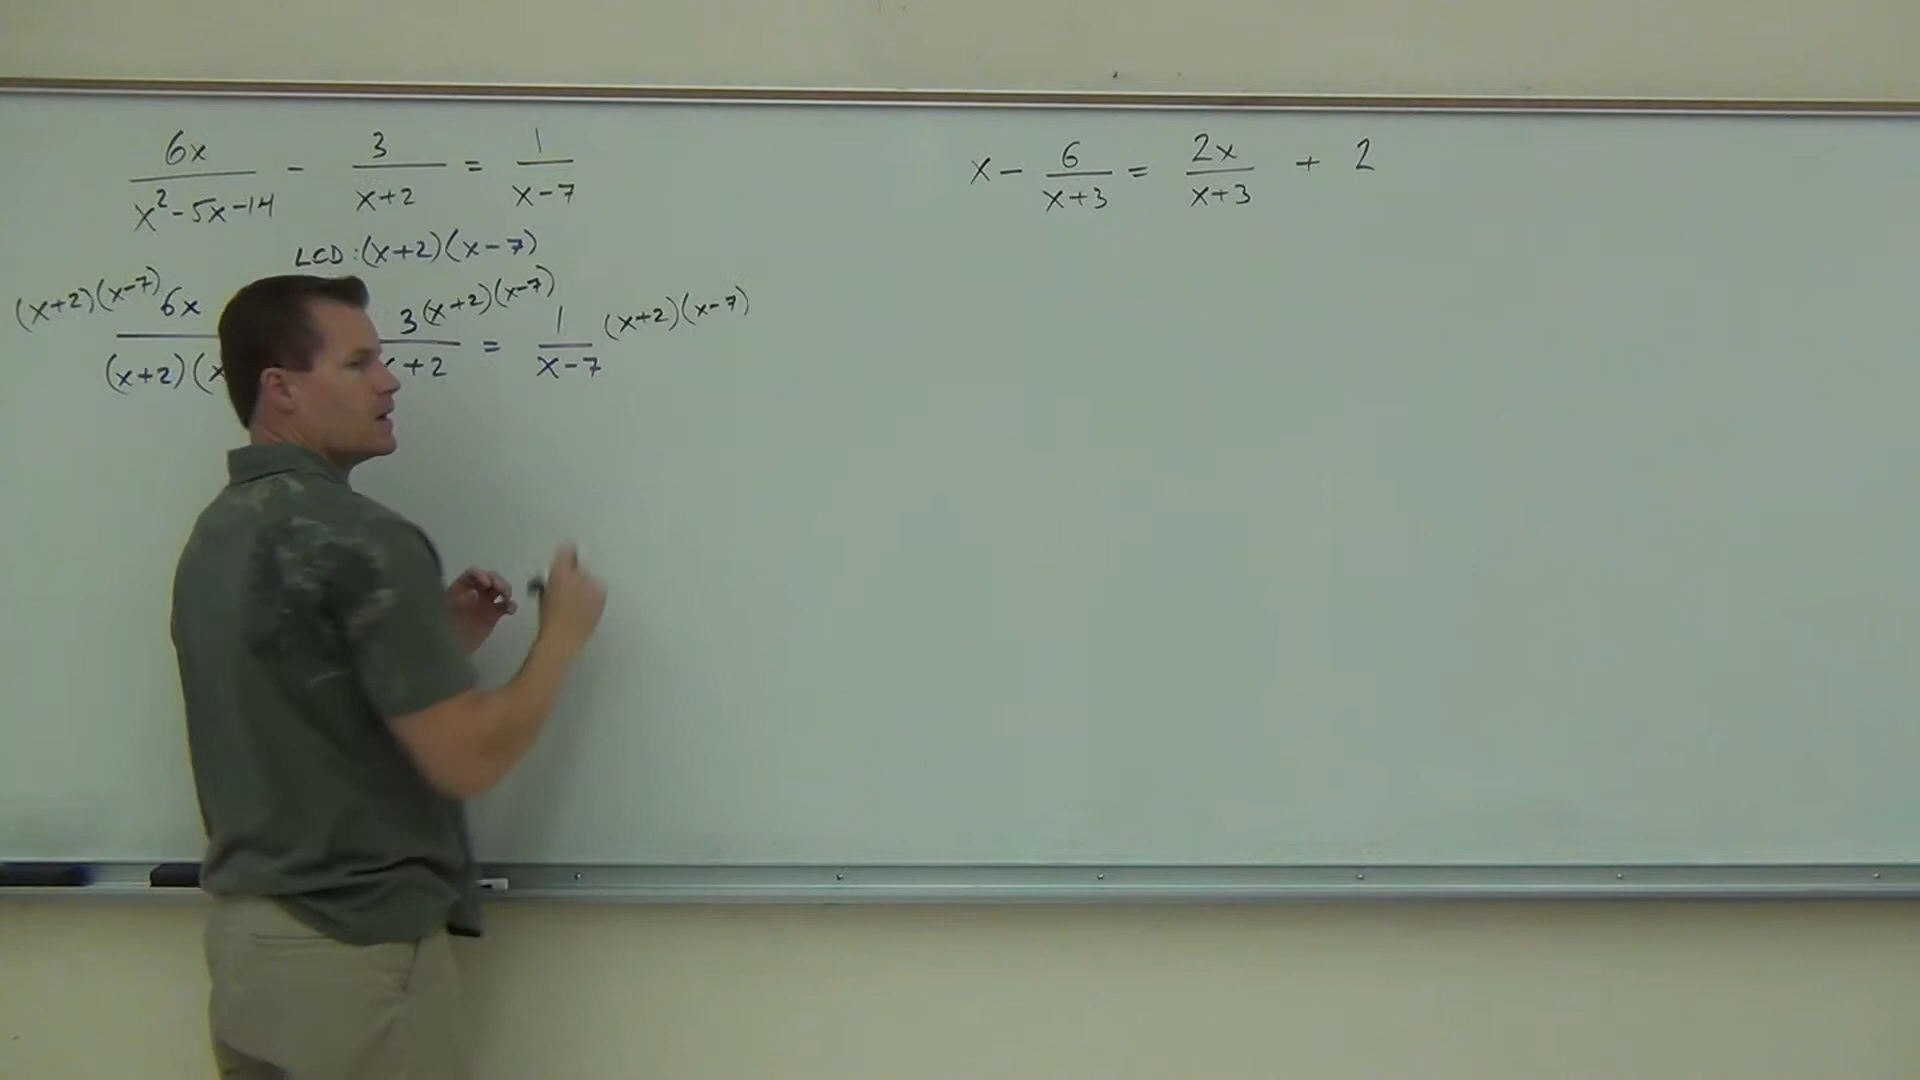 6x/(x²-5x-14) - 3/(x+2) = 1/(x-7)
LCD: (x+2)(x-7)
(x+2)(x-7) 6x/(x+2)(x 3(x+2)(x-7)/x+2 = 1/(x-7) (x+2)(x-7)
x - 6/(x+3) = 2x/(x+3) + 2